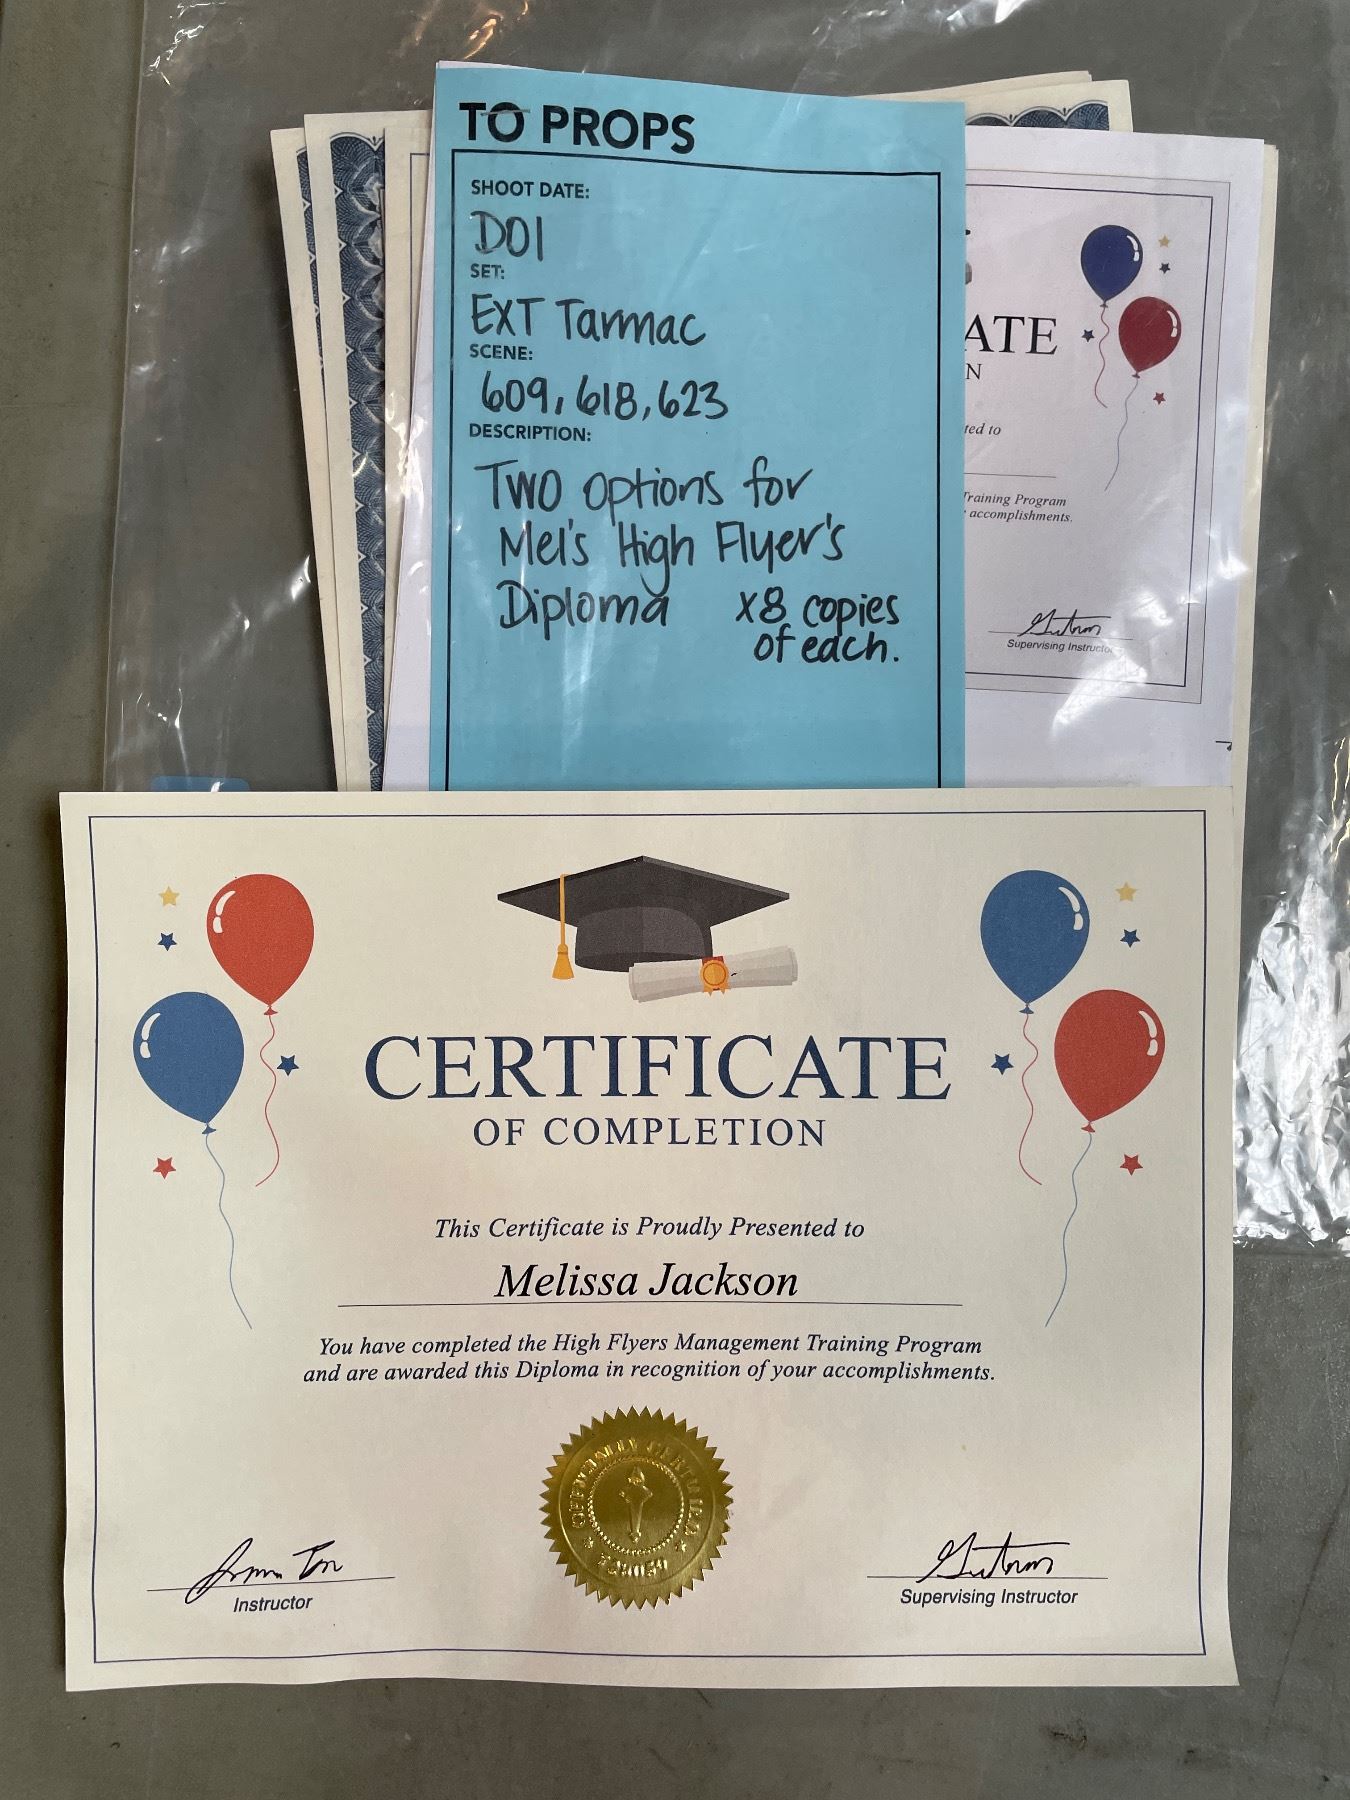 TO PROPS
SHOOT DATE:
D01
SET:
EXT Tarmac
SCENE:
609, 618, 623
DESCRIPTION:
Two options for
Mel's High Flyer's
Diploma x8 copies
of each.
ATE
N
ted to
Training Program
accomplishments.
Supervising Instructor
CERTIFICATE
OF COMPLETION
This Certificate is Proudly Presented to
Melissa Jackson
You have completed the High Flyers Management Training Program
and are awarded this Diploma in recognition of your accomplishments.
OFFICIALLY CERTIFIED
Instructor
Supervising Instructor